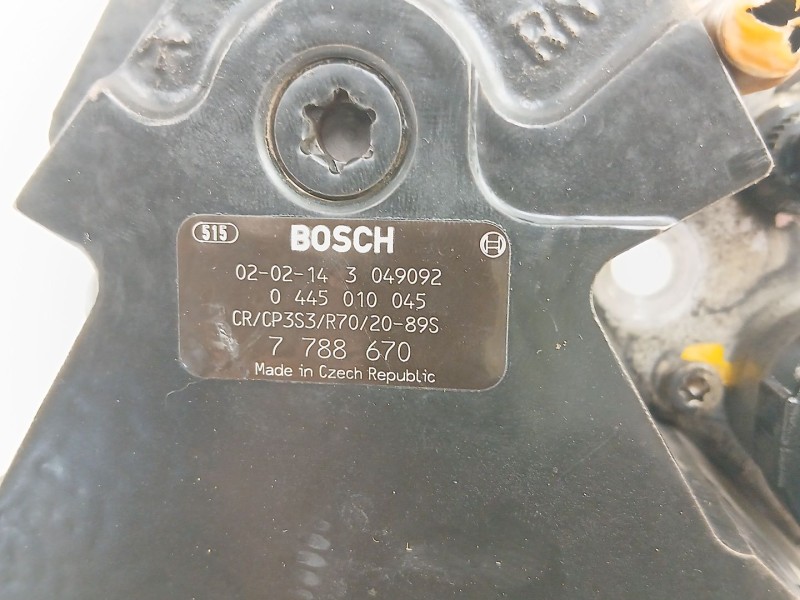 515 BOSCH
02-02-14 3 049092
0 445 010 045
CR/CP3S3/R70/20-89S
7 788 670
Made in Czech Republic